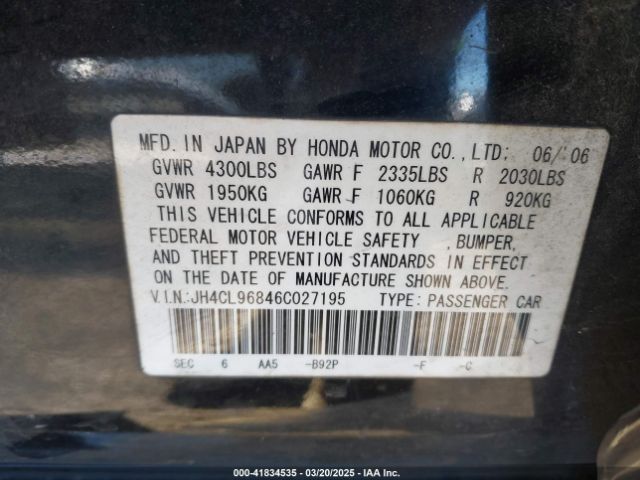 MFD. IN JAPAN BY HONDA MOTOR CO., LTD; 06/'06
GVWR 4300LBS GAWR F 2335LBS R 2030LBS
GVWR 1950KG GAWR F 1060KG R 920KG
THIS VEHICLE CONFORMS TO ALL APPLICABLE
FEDERAL MOTOR VEHICLE SAFETY , BUMPER,
AND THEFT PREVENTION STANDARDS IN EFFECT
ON THE DATE OF MANUFACTURE SHOWN ABOVE.
V.I.N.:JH4CL96846C027195 TYPE: PASSENGER CAR
SEC 6 AA5 -B92P -F -C
000-41834535 - 03/20/2025 - IAA Inc.